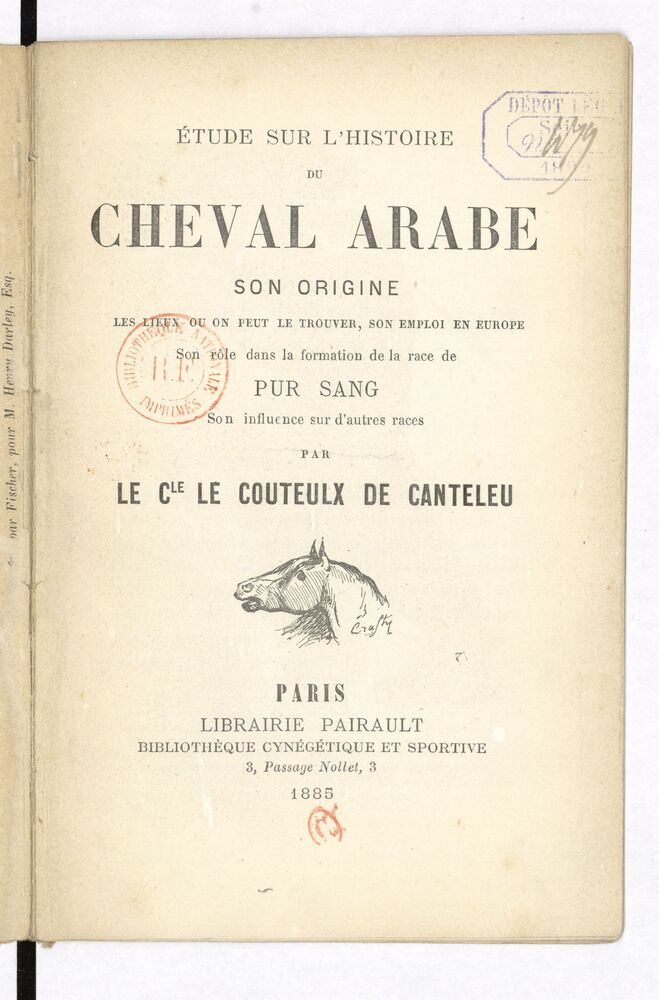 DÉPOT LEG
ÉTUDE SUR L'HISTOIRE
DU
CHEVAL ARABE
SON ORIGINE
LES LIEUX OU ON PEUT LE TROUVER, SON EMPLOI EN EUROPE
Son rôle dans la formation de la race de
PUR SANG
Son influence sur d'autres races
PAR
LE CLE LE COUTEULX DE CANTELEU
BIBLIOTHÈQUE NATIONALE
R.F.
IMPRIMÉS
Crafty
PARIS
LIBRAIRIE PAIRAULT
BIBLIOTHÈQUE CYNÉGÉTIQUE ET SPORTIVE
3, Passage Nollet, 3
1885
par Fischer, pour M. Henry Darley, Esq.